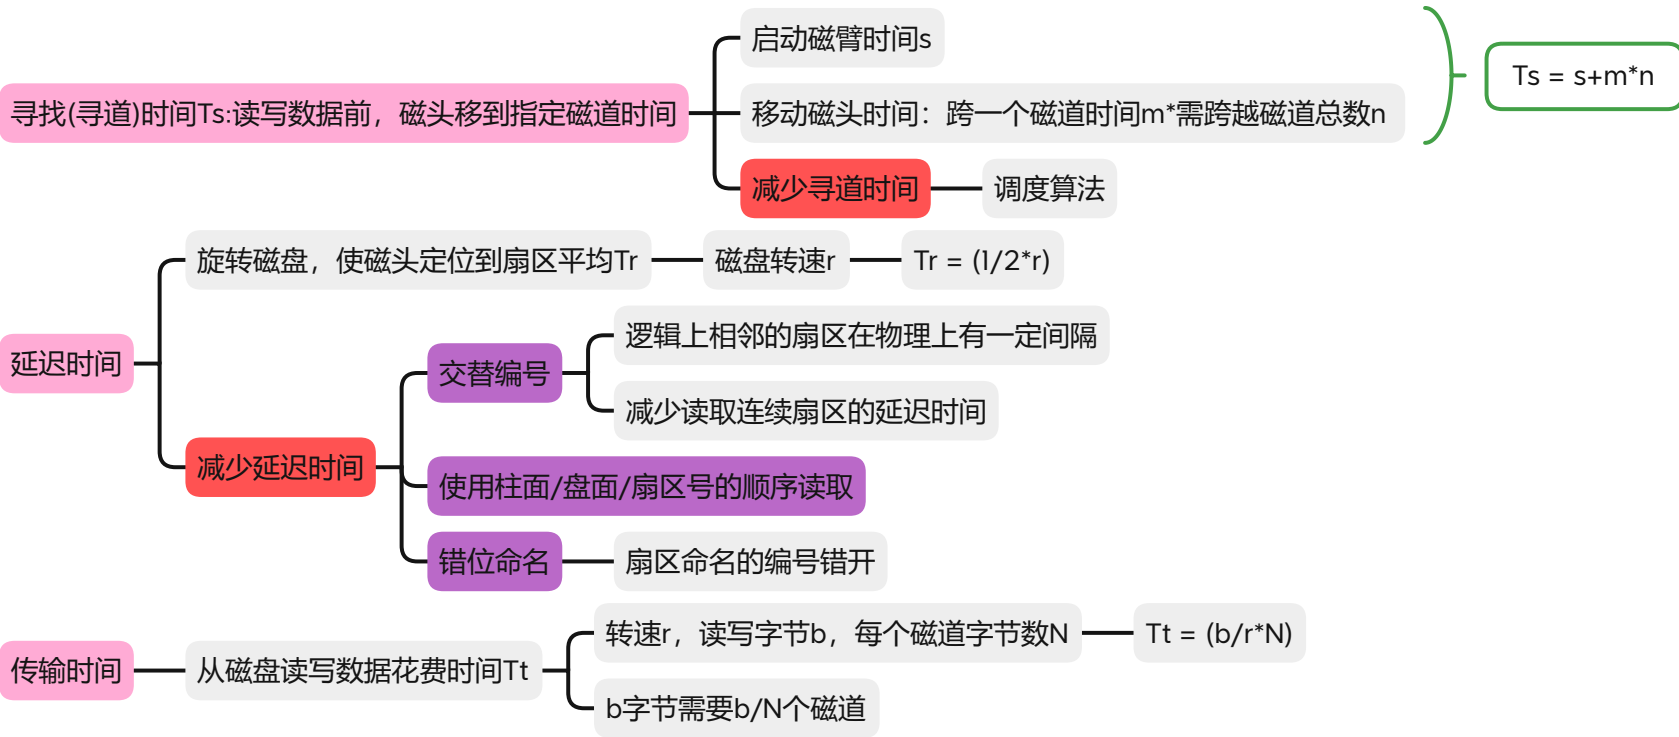 启动磁臂时间s
Ts = s+m*n
寻找(寻道)时间Ts:读写数据前，磁头移到指定磁道时间
移动磁头时间：跨一个磁道时间m*需跨越磁道总数n
减少寻道时间
调度算法
旋转磁盘，使磁头定位到扇区平均Tr
磁盘转速r
Tr = (1/2*r)
延迟时间
逻辑上相邻的扇区在物理上有一定间隔
交替编号
减少读取连续扇区的延迟时间
减少延迟时间
使用柱面/盘面/扇区号的顺序读取
错位命名
扇区命名的编号错开
转速r，读写字节b，每个磁道字节数N
Tt = (b/r*N)
传输时间
从磁盘读写数据花费时间Tt
b字节需要b/N个磁道